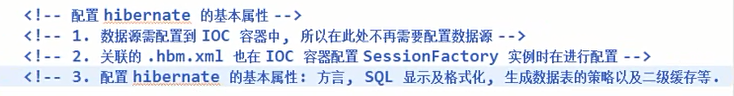 <!-- 配置 hibernate 的基本属性 -->
<!-- 1. 数据源需配置到 IOC 容器中, 所以在此处不再需要配置数据源 -->
<!-- 2. 关联的 .hbm.xml 也在 IOC 容器配置 SessionFactory 实例时在进行配置 -->
<!-- 3. 配置 hibernate 的基本属性: 方言, SQL 显示及格式化, 生成数据表的策略以及二级缓存等.